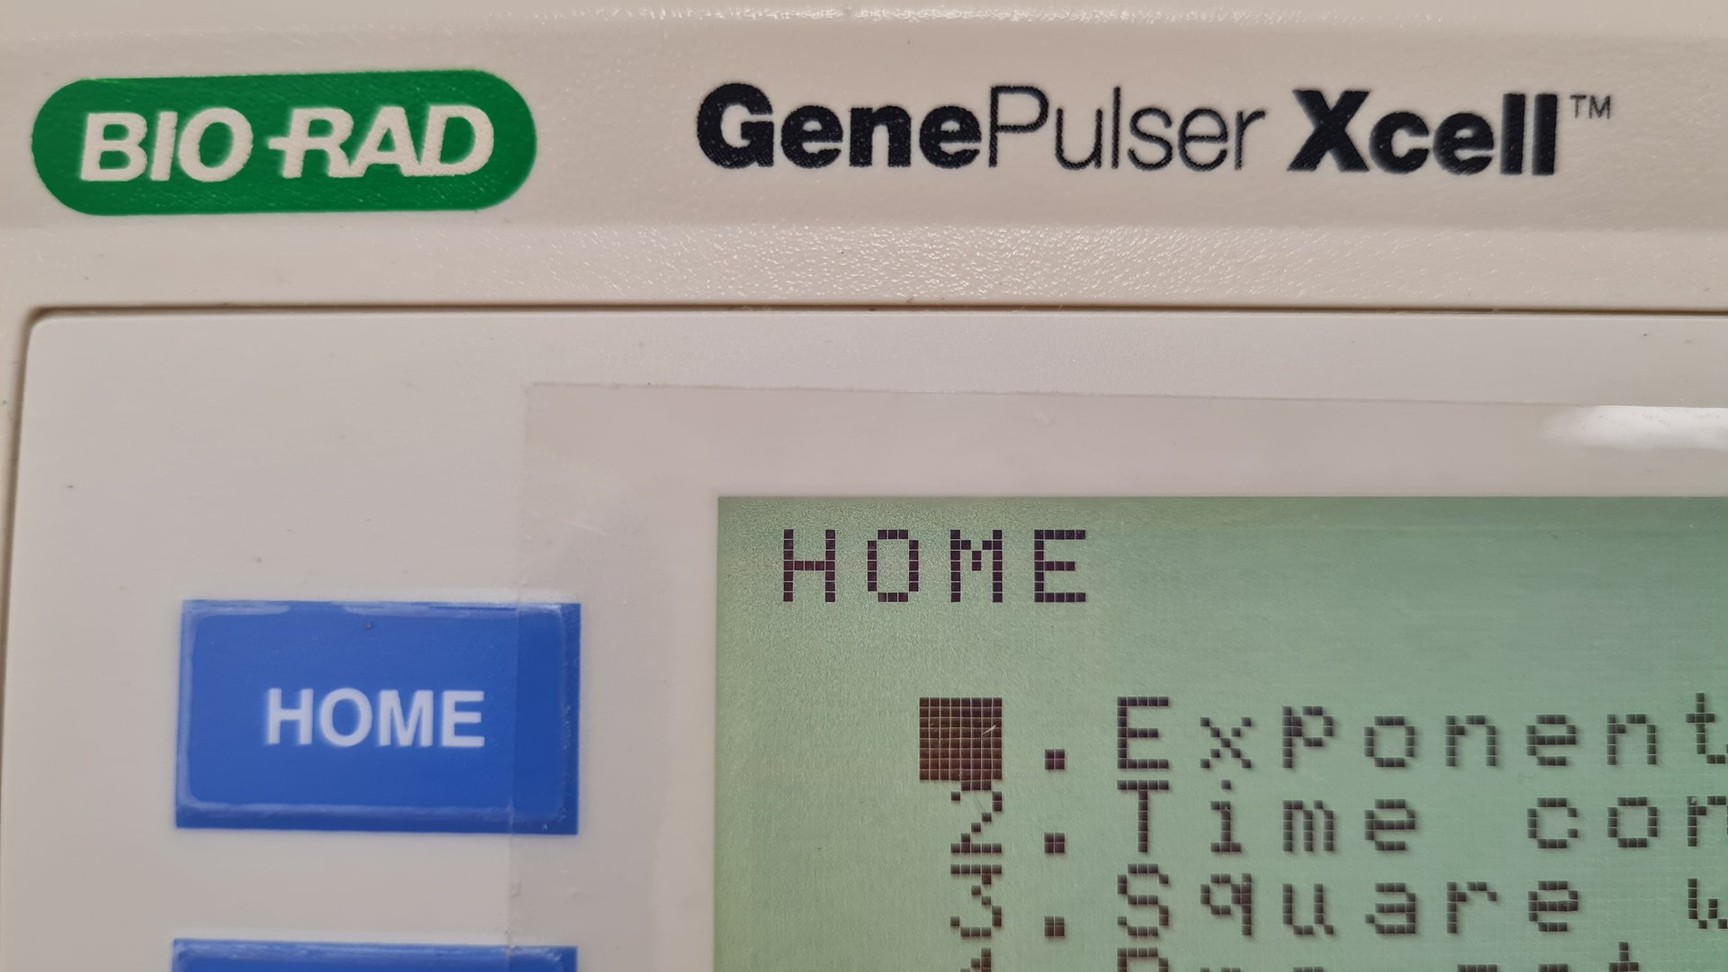 BIO-RAD
GenePulser Xcell™
HOME
HOME
. Exponent
2. Time con
3. Square w